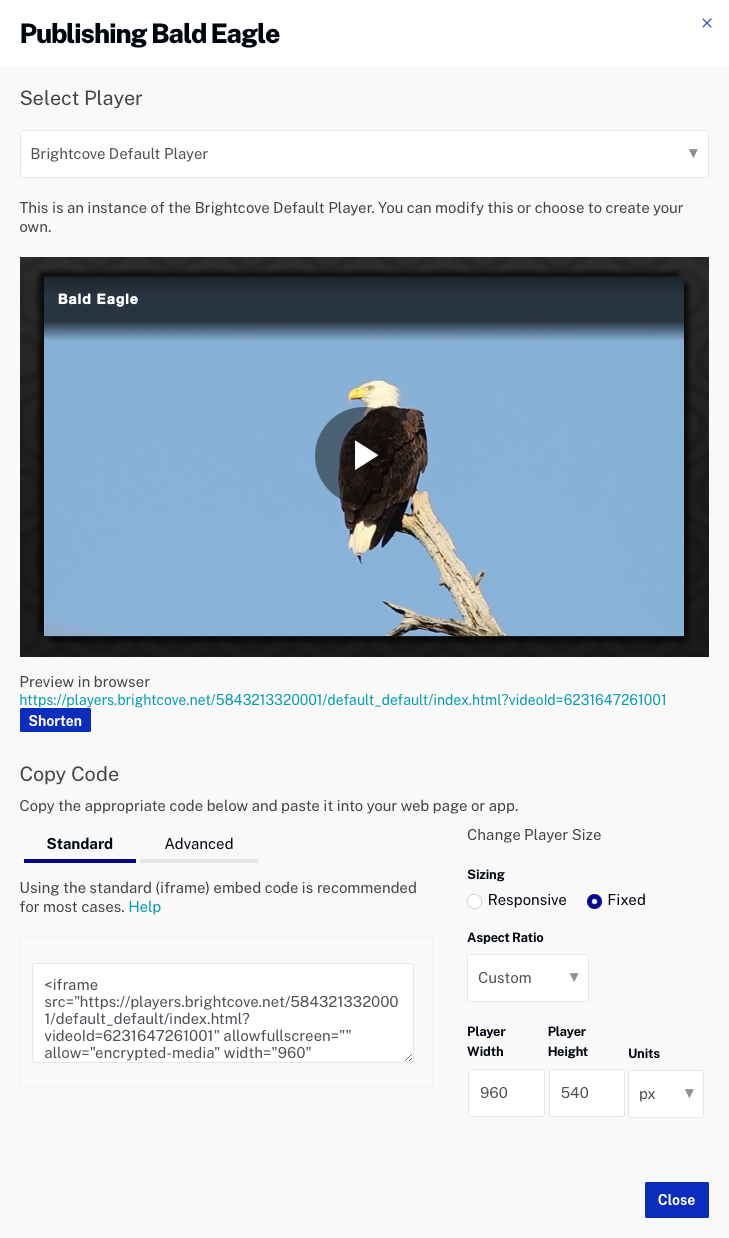 Publishing Bald Eagle
Select Player
Brightcove Default Player
This is an instance of the Brightcove Default Player. You can modify this or choose to create your
own.
Bald Eagle
Preview in browser
https://players.brightcove.net/5843213320001/default_default/index.html?videoId=6231647261001
Shorten
Copy Code
Copy the appropriate code below and paste it into your web page or app.
Standard
Advanced
Using the standard (iframe) embed code is recommended
for most cases. Help
<iframe
src="https://players.brightcove.net/584321332000
1/default_default/index.html?
videoId=6231647261001" allowfullscreen=""
allow="encrypted-media" width="960"
Change Player Size
Sizing
Responsive
Fixed
Aspect Ratio
Custom
Player
Width
Player
Height
Units
960
540
px
Close